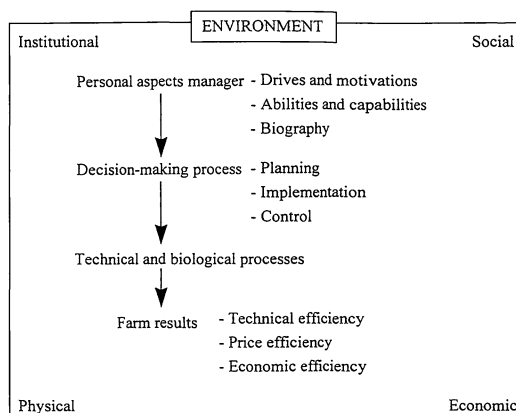 ENVIRONMENT
Institutional Social
Personal aspects manager - Drives and motivations
- Abilities and capabilities
- Biography
Decision-making process - Planning
- Implementation
- Control
Technical and biological processes
Farm results - Technical efficiency
- Price efficiency
- Economic efficiency
Physical Economic